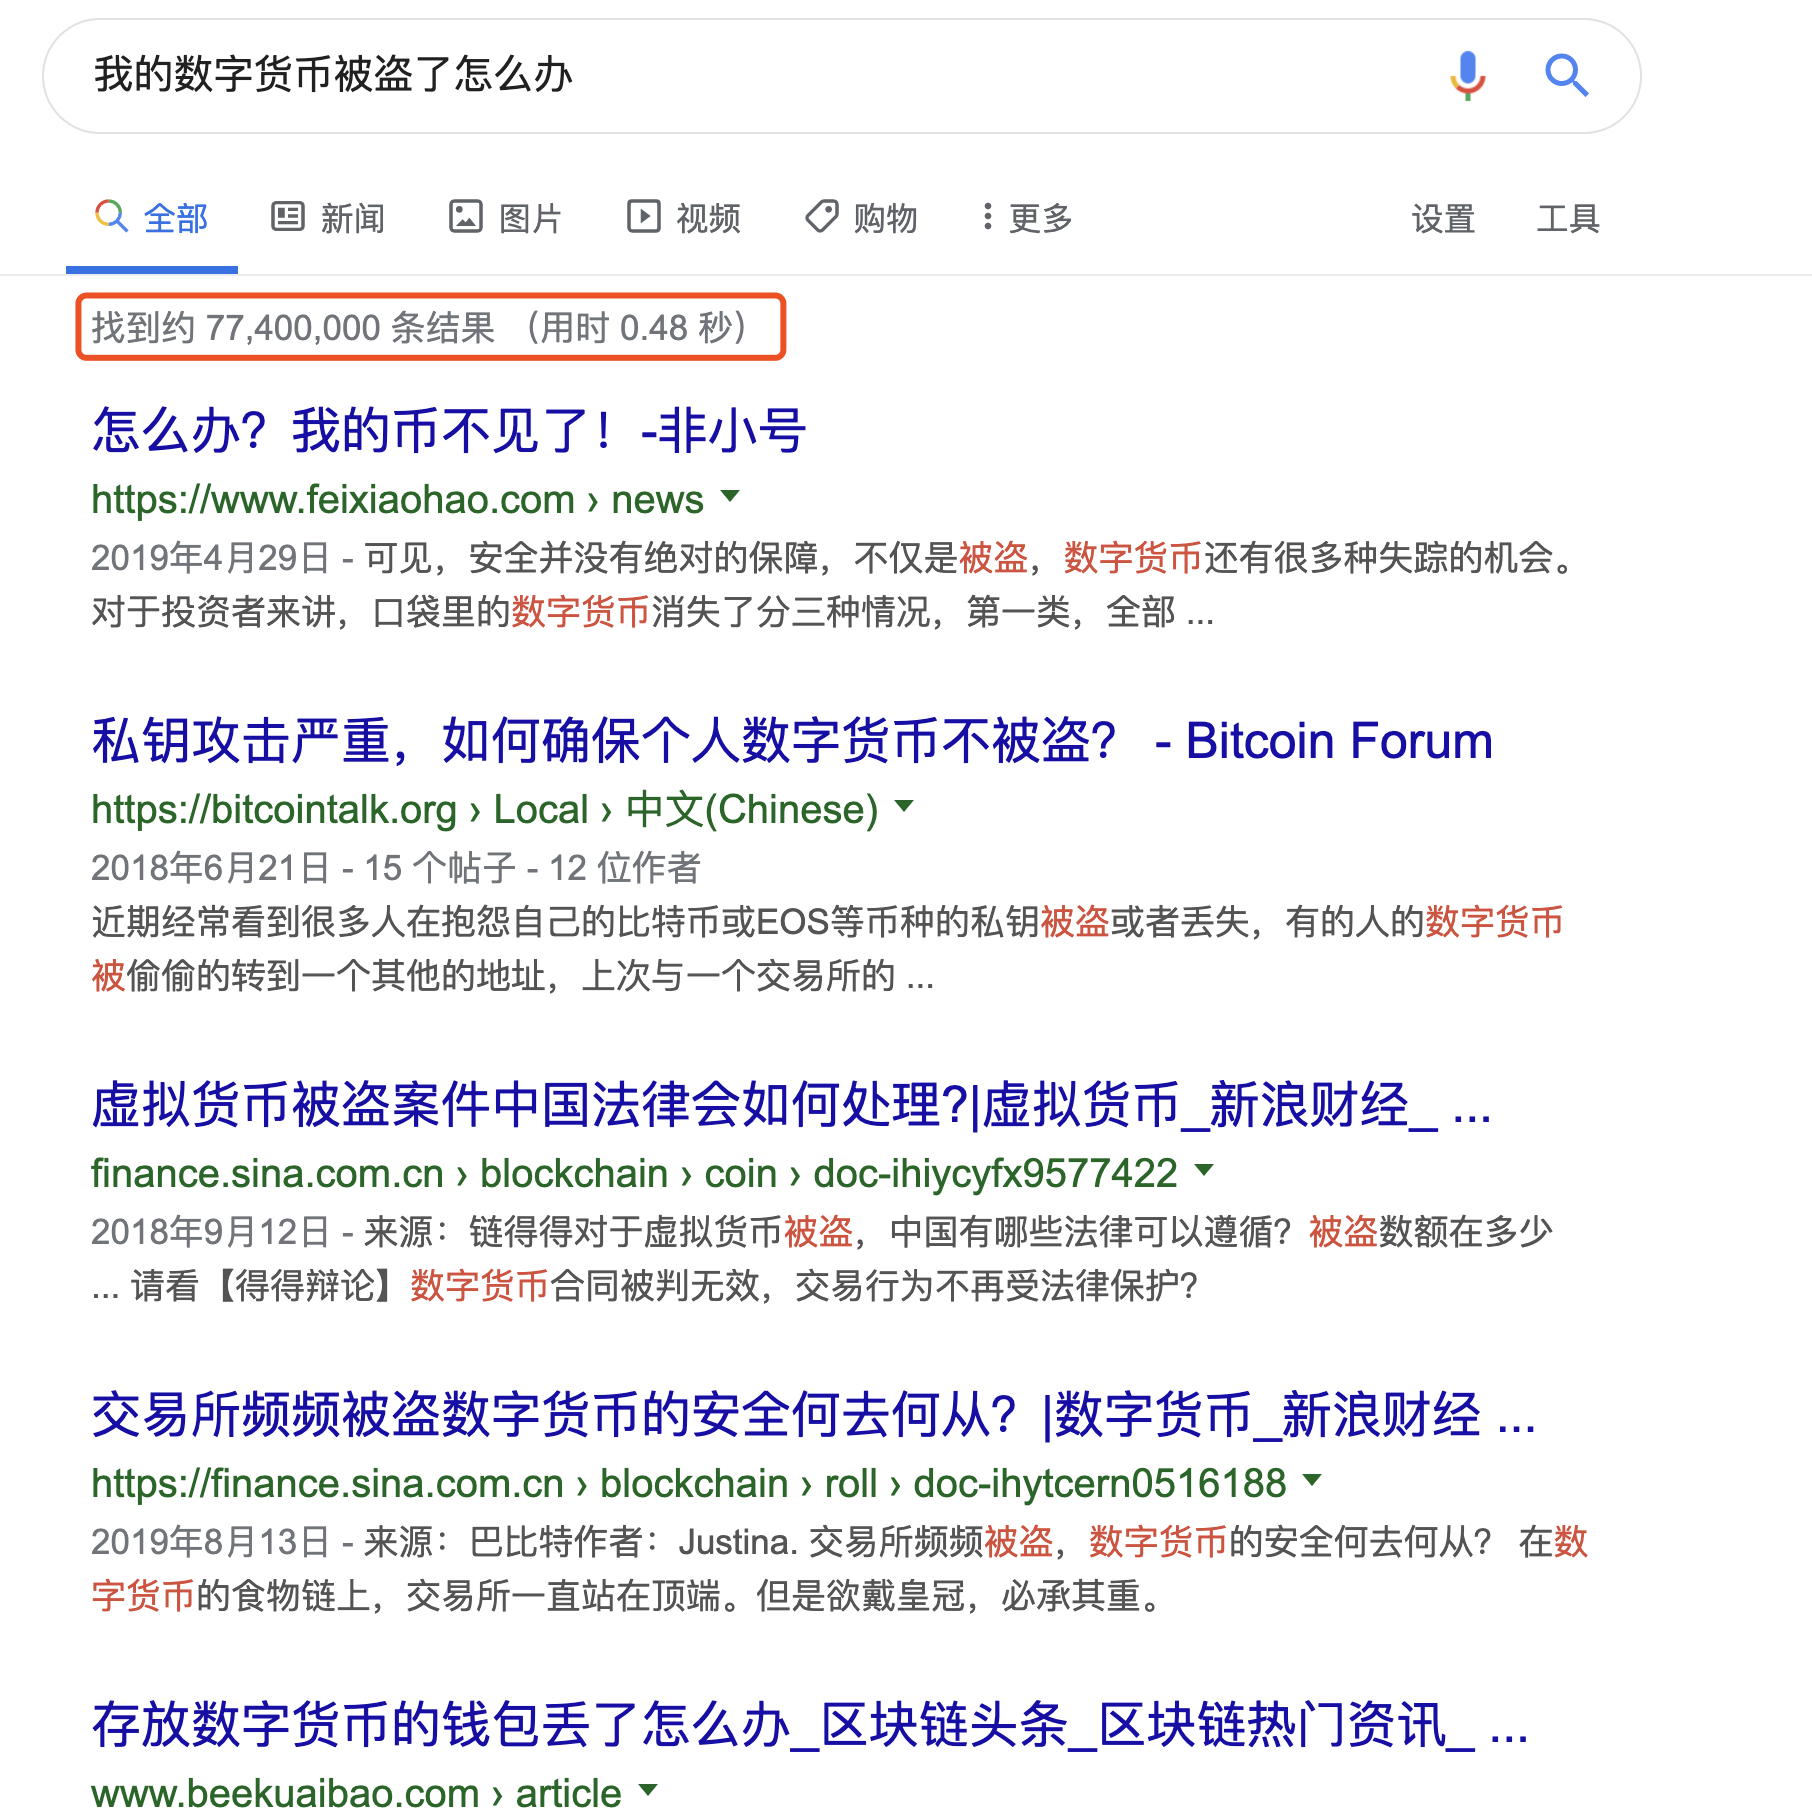 我的数字货币被盗了怎么办
全部 新闻 图片 视频 购物 更多 设置 工具
找到约 77,400,000 条结果 （用时 0.48 秒）
怎么办？我的币不见了！-非小号
https://www.feixiaohao.com › news
2019年4月29日 - 可见，安全并没有绝对的保障，不仅是被盗，数字货币还有很多种失踪的机会。
对于投资者来讲，口袋里的数字货币消失了分三种情况，第一类，全部 ...
私钥攻击严重，如何确保个人数字货币不被盗？ - Bitcoin Forum
https://bitcointalk.org › Local › 中文(Chinese)
2018年6月21日 - 15 个帖子 - 12 位作者
近期经常看到很多人在抱怨自己的比特币或EOS等币种的私钥被盗或者丢失，有的人的数字货币
被偷偷的转到一个其他的地址，上次与一个交易所的 ...
虚拟货币被盗案件中国法律会如何处理?|虚拟货币_新浪财经_ ...
finance.sina.com.cn › blockchain › coin › doc-ihiycyfx9577422
2018年9月12日 - 来源：链得得对于虚拟货币被盗，中国有哪些法律可以遵循？被盗数额在多少
... 请看【得得辩论】数字货币合同被判无效，交易行为不再受法律保护？
交易所频频被盗数字货币的安全何去何从？|数字货币_新浪财经 ...
https://finance.sina.com.cn › blockchain › roll › doc-ihytcern0516188
2019年8月13日 - 来源：巴比特作者：Justina. 交易所频频被盗，数字货币的安全何去何从？ 在数
字货币的食物链上，交易所一直站在顶端。但是欲戴皇冠，必承其重。
存放数字货币的钱包丢了怎么办_区块链头条_区块链热门资讯_ ...
www.beekuaibao.com › article